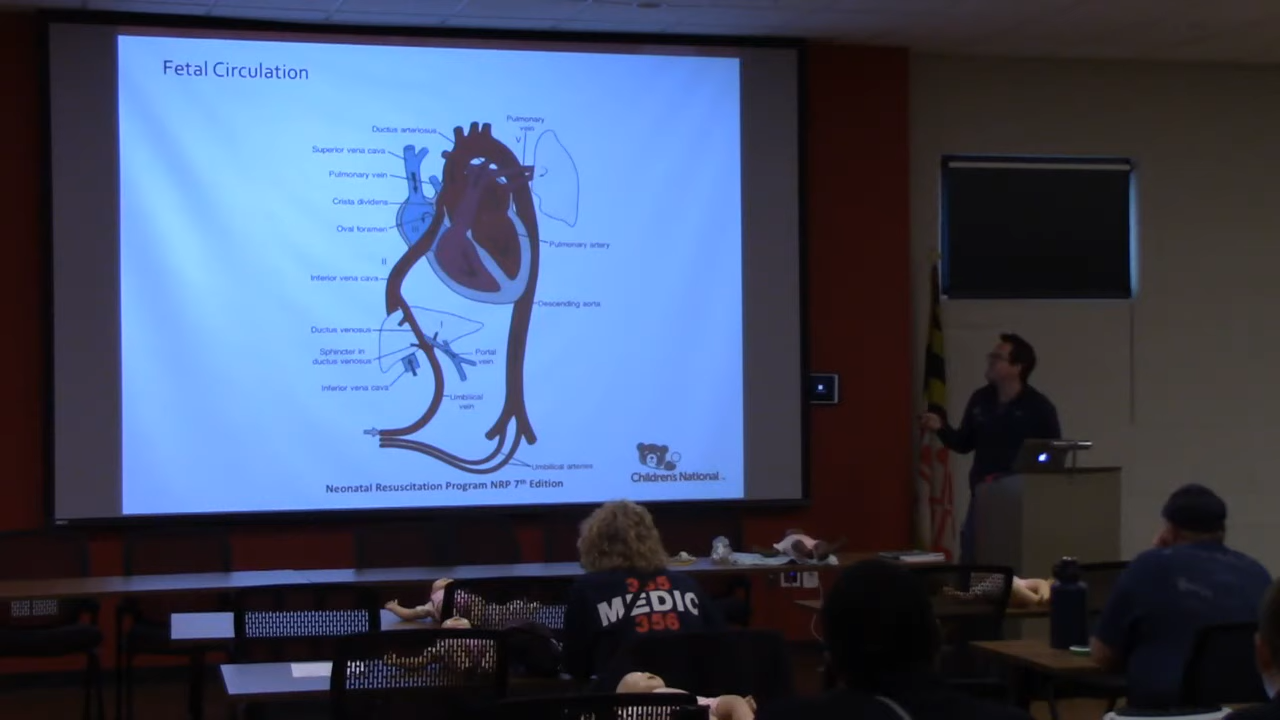 Fetal Circulation
Pulmonary
vein
V
Ductus arteriosus
Superior vena cava
Pulmonary vein
Crista dividens
Oval foramen
III
II
Pulmonary artery
Inferior vena cava
Descending aorta
I
Ductus venosus
Sphincter in
ductus venosus
Portal
vein
Inferior vena cava
Umbilical
vein
Umbilical arteries
Children's National
Neonatal Resuscitation Program NRP 7th Edition
MEDIC
356